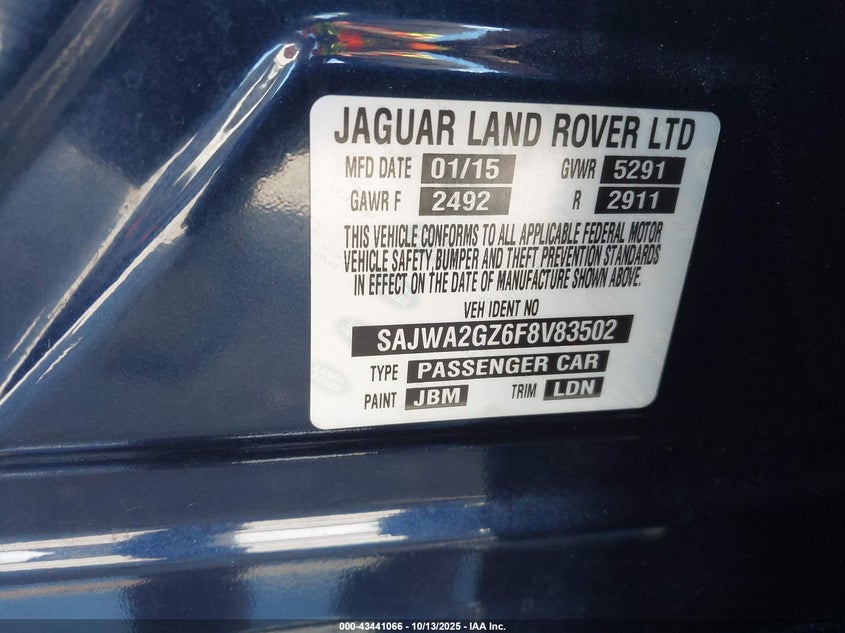 JAGUAR LAND ROVER LTD
MFD DATE 01/15 GVWR 5291
GAWR F 2492 R 2911
THIS VEHICLE CONFORMS TO ALL APPLICABLE FEDERAL MOTOR
VEHICLE SAFETY BUMPER AND THEFT PREVENTION STANDARDS
IN EFFECT ON THE DATE OF MANUFACTURE SHOWN ABOVE.
VEH IDENT NO
SAJWA2GZ6F8V83502
TYPE PASSENGER CAR
PAINT JBM TRIM LDN
000-43441066 - 10/13/2025 - IAA Inc.